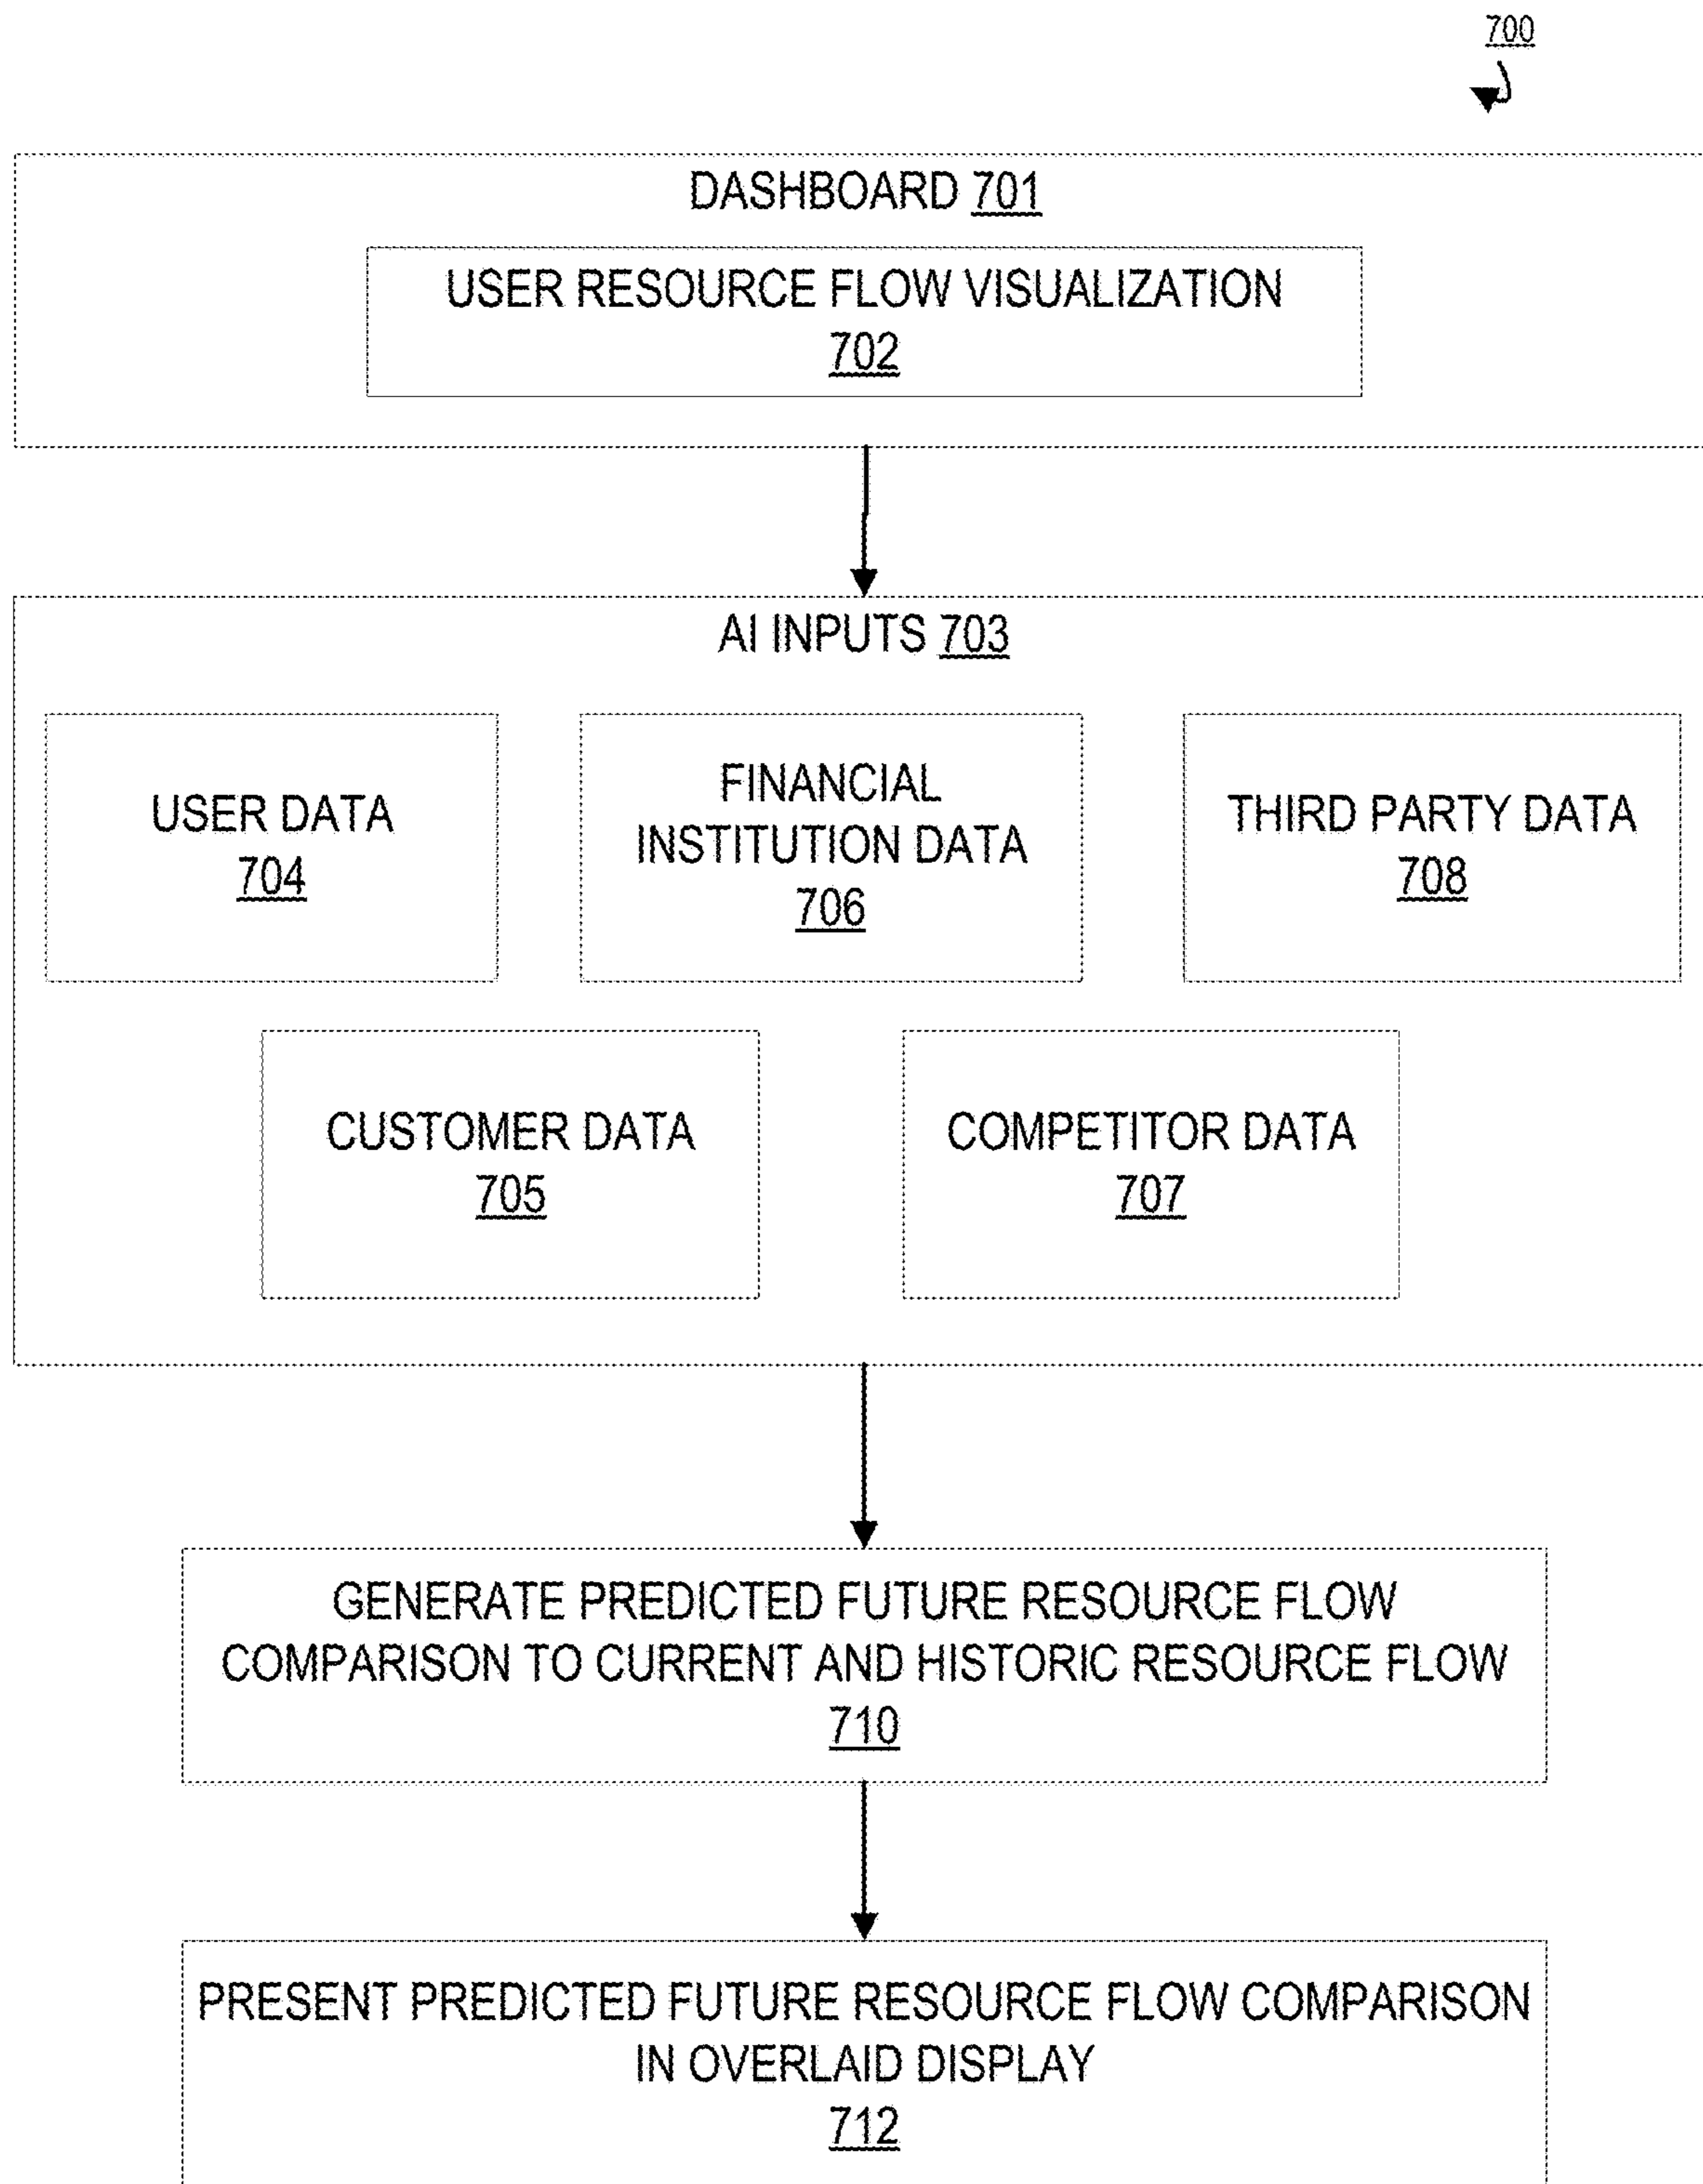 700
DASHBOARD 701
USER RESOURCE FLOW VISUALIZATION
702
AI INPUTS 703
USER DATA
704
FINANCIAL
INSTITUTION DATA
706
THIRD PARTY DATA
708
CUSTOMER DATA
705
COMPETITOR DATA
707
GENERATE PREDICTED FUTURE RESOURCE FLOW
COMPARISON TO CURRENT AND HISTORIC RESOURCE FLOW
710
PRESENT PREDICTED FUTURE RESOURCE FLOW COMPARISON
IN OVERLAID DISPLAY
712